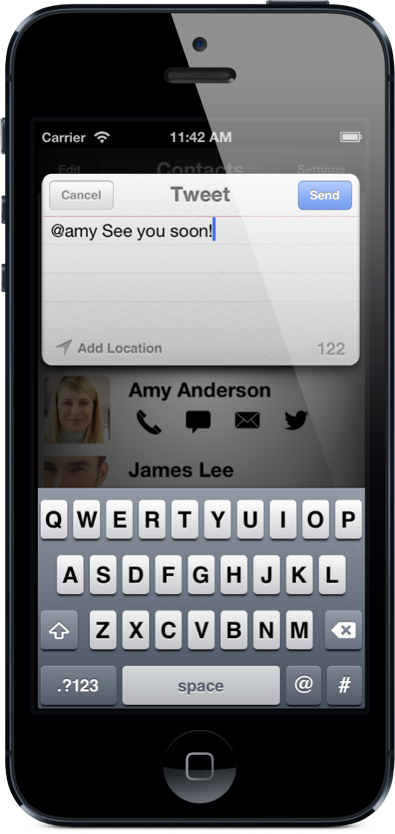 Carrier 11:42 AM
Edit Contacts Settings
Cancel Tweet Send
@amy See you soon!
Add Location 122
Amy Anderson
James Lee
Q W E R T Y U I O P
A S D F G H J K L
Z X C V B N M
.?123 space @ #